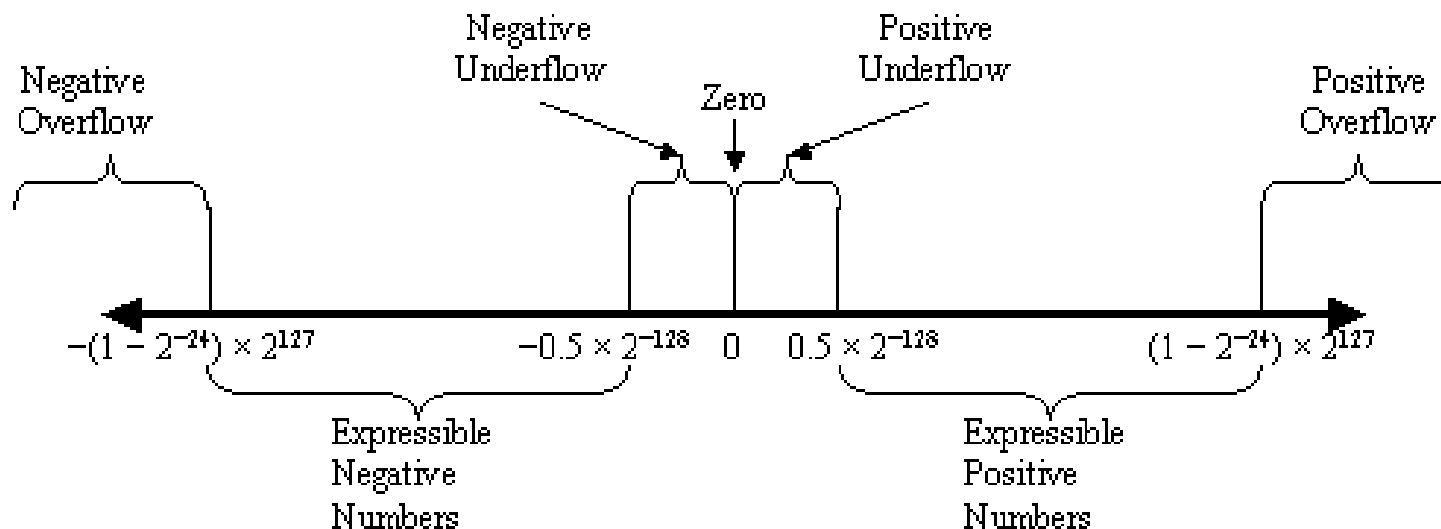 Negative
Underflow
Positive
Underflow
Negative
Overflow
Zero
Positive
Overflow
−(1 − 2⁻²⁴) × 2¹²⁷
−0.5 × 2⁻¹²⁸
0
0.5 × 2⁻¹²⁸
(1 − 2⁻²⁴) × 2¹²⁷
Expressible
Negative
Numbers
Expressible
Positive
Numbers